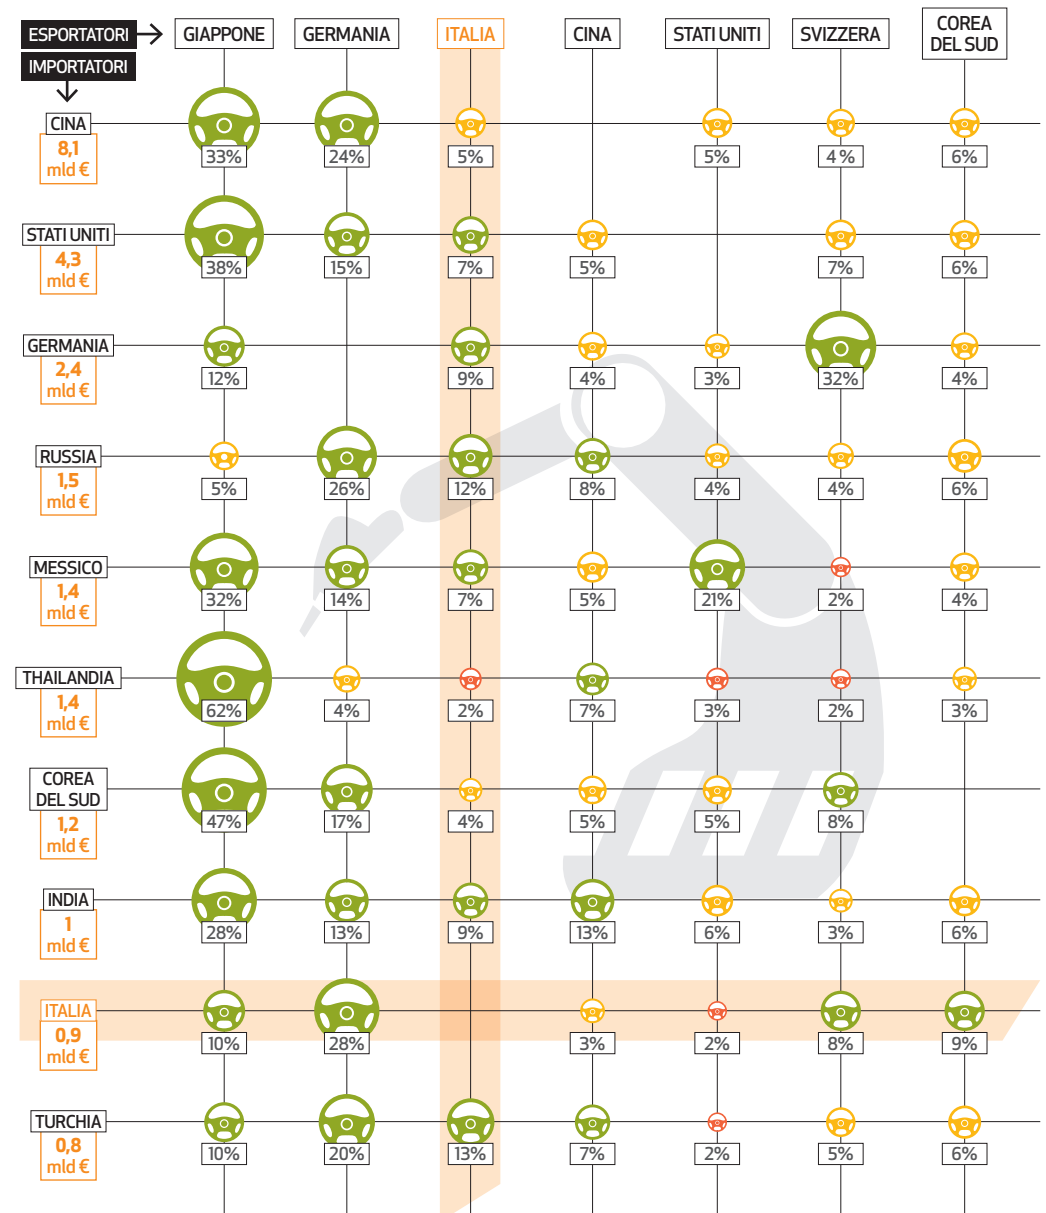 ESPORTATORI
GIAPPONE
GERMANIA
ITALIA
CINA
STATI UNITI
SVIZZERA
COREA
DEL SUD
IMPORTATORI
CINA
8,1
mld €
33%
24%
5%
5%
4%
6%
STATI UNITI
4,3
mld €
38%
15%
7%
5%
7%
6%
GERMANIA
2,4
mld €
12%
9%
4%
3%
32%
4%
RUSSIA
1,5
mld €
5%
26%
12%
8%
4%
4%
6%
MESSICO
1,4
mld €
32%
14%
7%
5%
21%
2%
4%
THAILANDIA
1,4
mld €
62%
4%
2%
7%
3%
2%
3%
COREA
DEL SUD
1,2
mld €
47%
17%
4%
5%
5%
8%
INDIA
1
mld €
28%
13%
9%
13%
6%
3%
6%
ITALIA
0,9
mld €
10%
28%
3%
2%
8%
9%
TURCHIA
0,8
mld €
10%
20%
13%
7%
2%
5%
6%